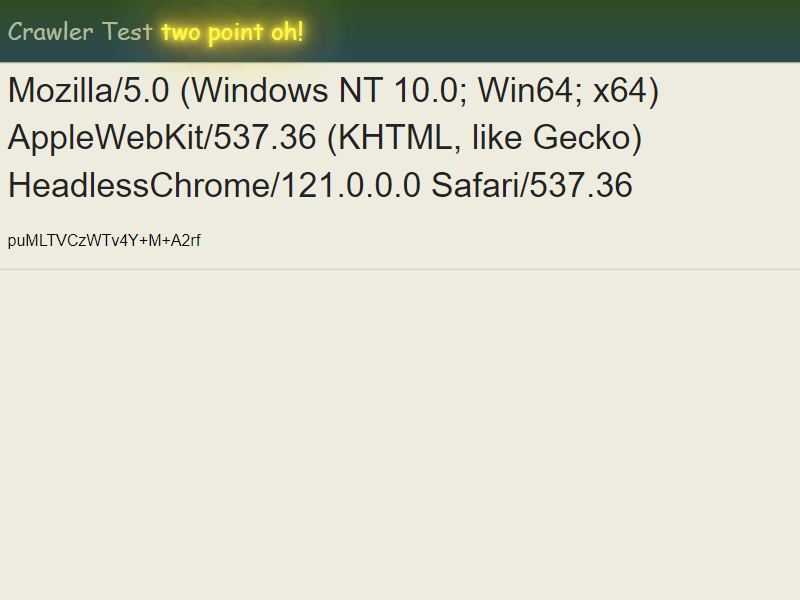 Crawler Test two point oh!
Mozilla/5.0 (Windows NT 10.0; Win64; x64)
AppleWebKit/537.36 (KHTML, like Gecko)
HeadlessChrome/121.0.0.0 Safari/537.36
puMLTVCzWTv4Y+M+A2rf